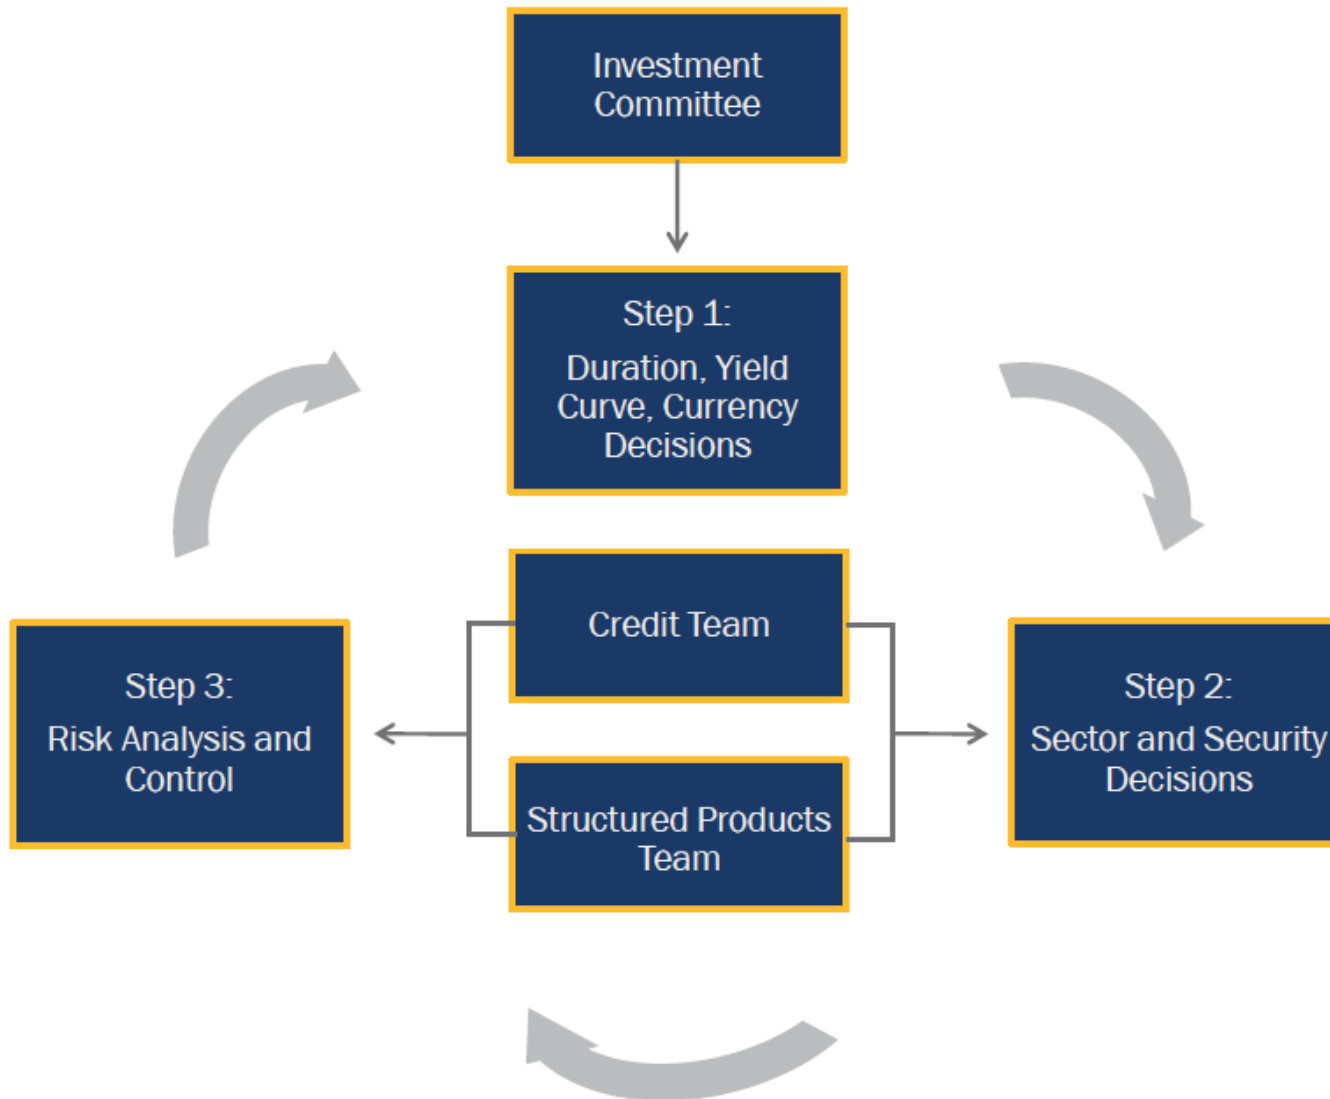 Investment
Committee
Step 1:
Duration, Yield
Curve, Currency
Decisions
Credit Team
Step 3:
Risk Analysis and
Control
Step 2:
Sector and Security
Decisions
Structured Products
Team